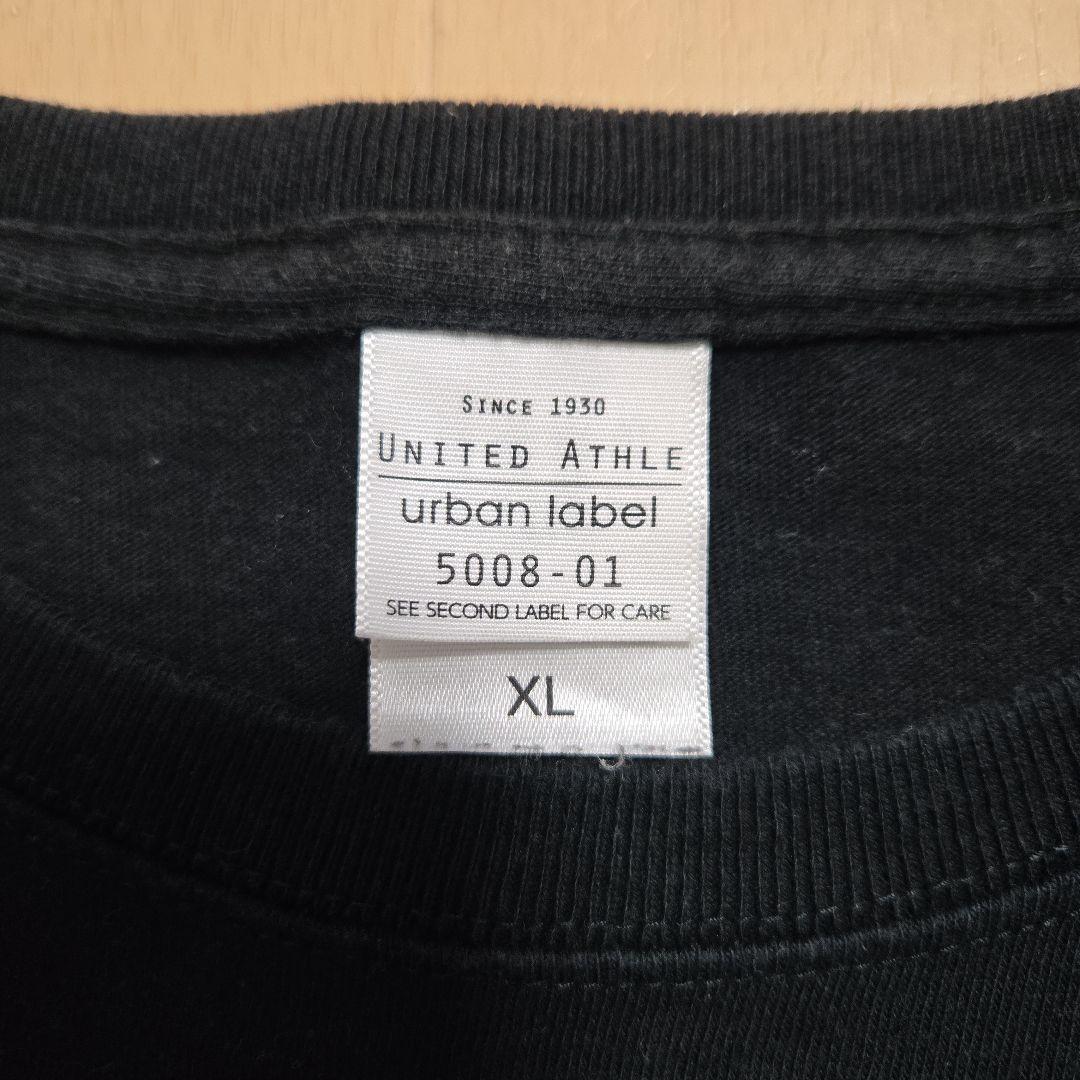 SINCE 1930
UNITED ATHLE
urban label
5008-01
SEE SECOND LABEL FOR CARE
XL